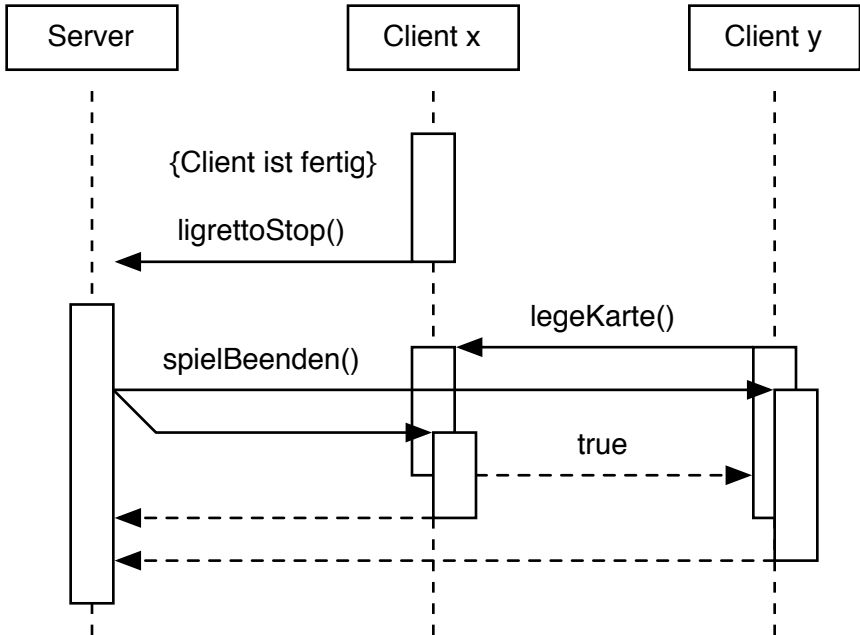 Server
Client x
Client y
{Client ist fertig}
ligrettoStop()
legeKarte()
spielBeenden()
true